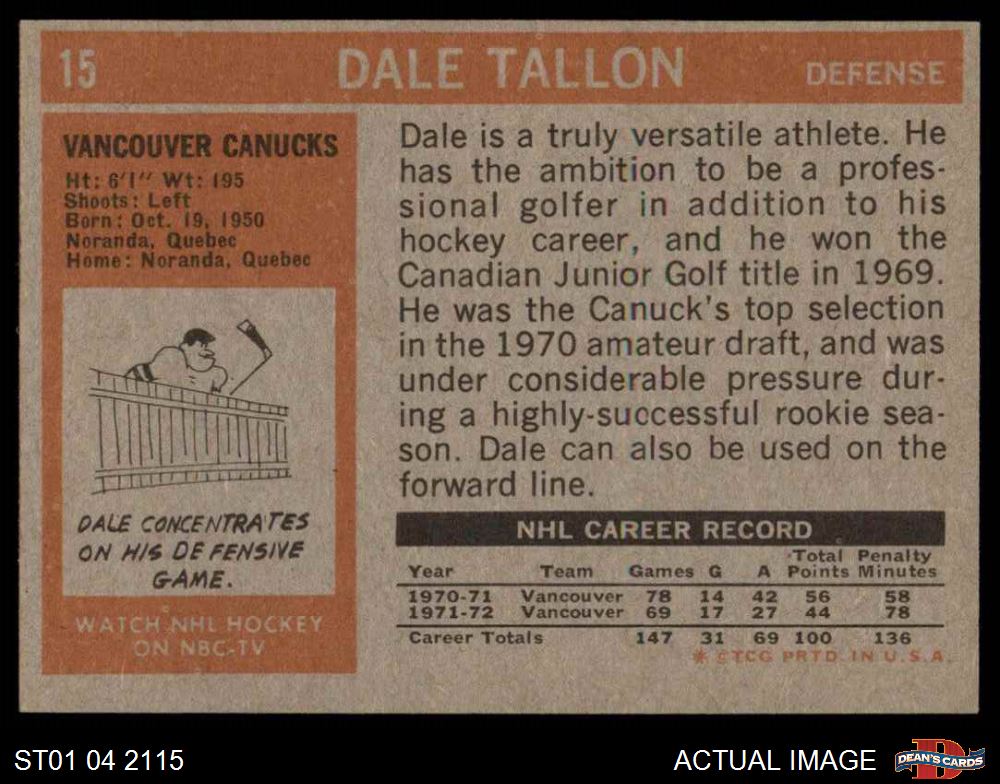 15 DALE TALLON DEFENSE
VANCOUVER CANUCKS
Ht: 6'1" Wt: 195
Shoots: Left
Born: Oct. 19, 1950
Noranda, Quebec
Home: Noranda, Quebec
DALE CONCENTRATES
ON HIS DEFENSIVE
GAME.
WATCH NHL HOCKEY
ON NBC-TV
Dale is a truly versatile athlete. He
has the ambition to be a profes-
sional golfer in addition to his
hockey career, and he won the
Canadian Junior Golf title in 1969.
He was the Canuck's top selection
in the 1970 amateur draft, and was
under considerable pressure dur-
ing a highly-successful rookie sea-
son. Dale can also be used on the
forward line.
NHL CAREER RECORD
Total Penalty
Year Team Games G A Points Minutes
1970-71 Vancouver 78 14 42 56 58
1971-72 Vancouver 69 17 27 44 78
Career Totals 147 31 69 100 136
* ©TCG PRTD. IN U.S.A.
ST01 04 2115 ACTUAL IMAGE
D
DEAN'S CARDS